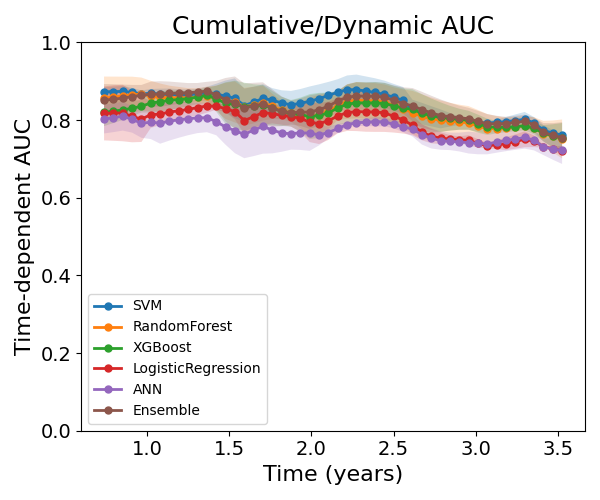 Cumulative/Dynamic AUC
Time-dependent AUC
1.0
0.8
0.6
0.4
0.2
0.0
SVM
RandomForest
XGBoost
LogisticRegression
ANN
Ensemble
1.0 1.5 2.0 2.5 3.0 3.5
Time (years)